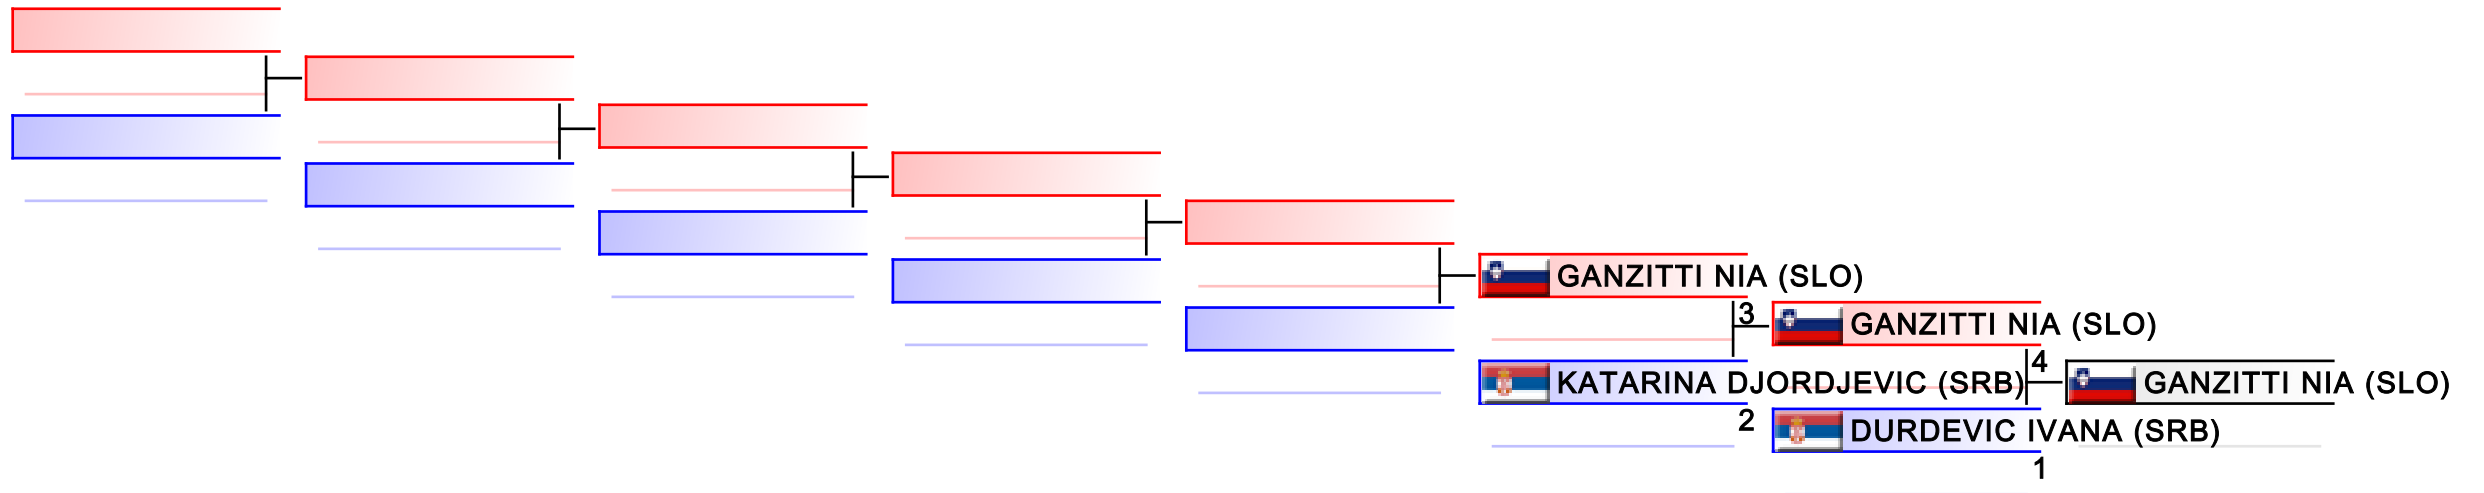 GANZITTI NIA (SLO)
3
GANZITTI NIA (SLO)
4
KATARINA DJORDJEVIC (SRB)
GANZITTI NIA (SLO)
2
DURDEVIC IVANA (SRB)
1